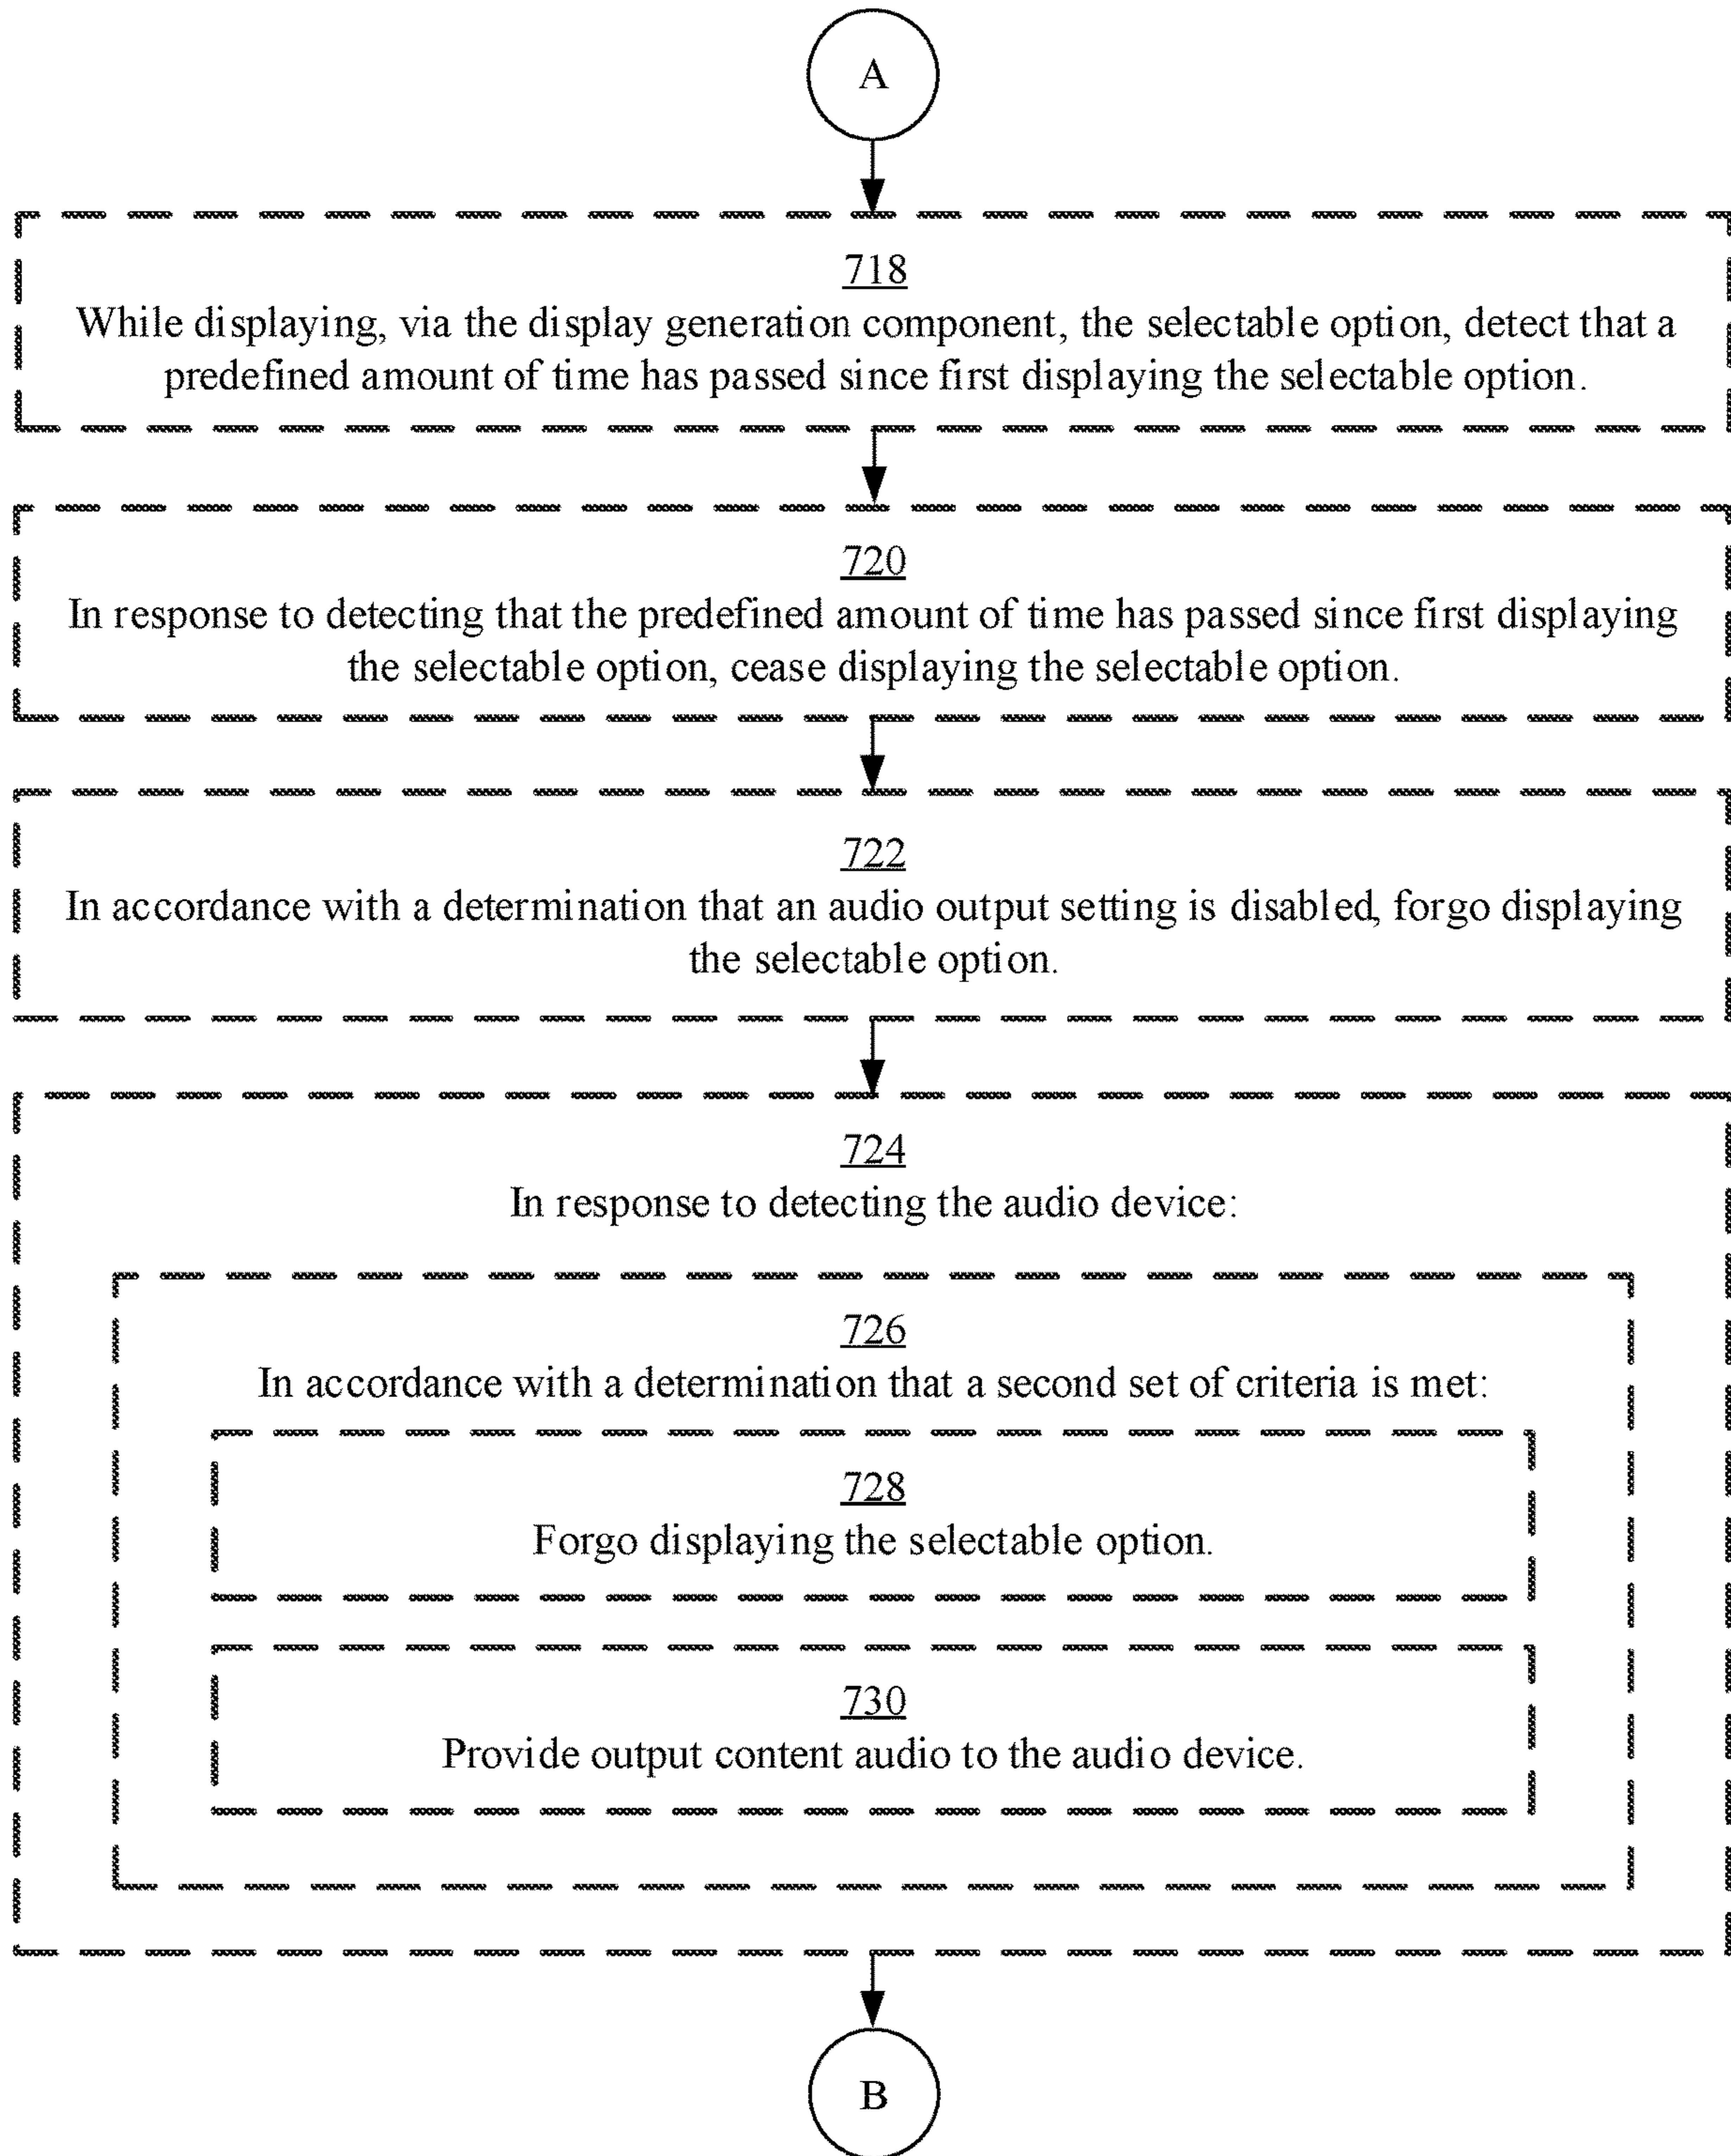 A
718
While displaying, via the display generation component, the selectable option, detect that a
predefined amount of time has passed since first displaying the selectable option.
720
In response to detecting that the predefined amount of time has passed since first displaying
the selectable option, cease displaying the selectable option.
722
In accordance with a determination that an audio output setting is disabled, forgo displaying
the selectable option.
724
In response to detecting the audio device:
726
In accordance with a determination that a second set of criteria is met:
728
Forgo displaying the selectable option.
730
Provide output content audio to the audio device.
B